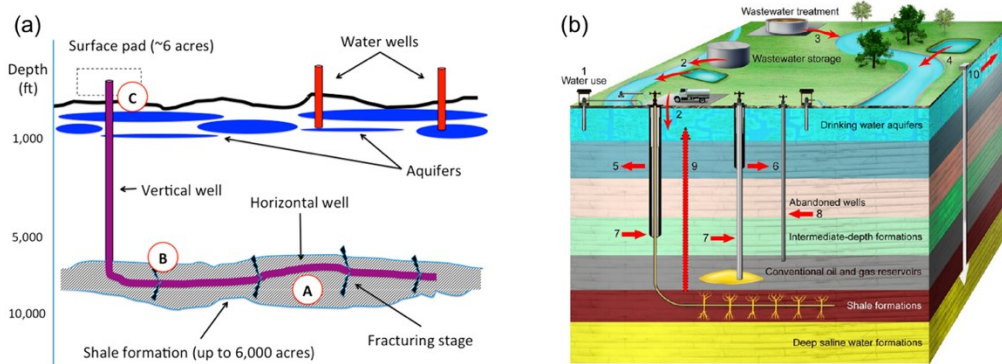 (a)
Surface pad (~6 acres)
Water wells
Depth
(ft)
C
1,000
Aquifers
Vertical well
Horizontal well
5,000
B
A
10,000
Shale formation (up to 6,000 acres)
Fracturing stage
(b)
Wastewater treatment
3
Wastewater storage
1
Water use
2
4
10
2
Drinking water aquifers
5
9
6
Abandoned wells
8
7
7
Intermediate-depth formations
Conventional oil and gas reservoirs
Shale formations
Deep saline water formations